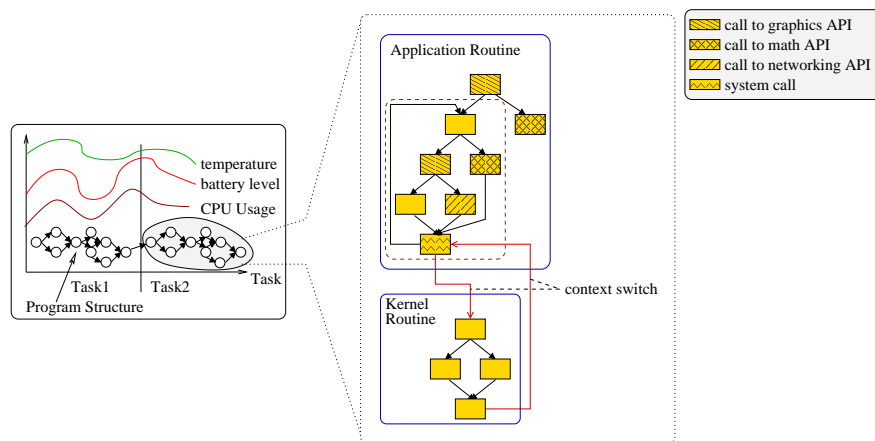 call to graphics API
call to math API
call to networking API
system call
Application Routine
temperature
battery level
CPU Usage
Task
Task1
Task2
Program Structure
context switch
Kernel
Routine